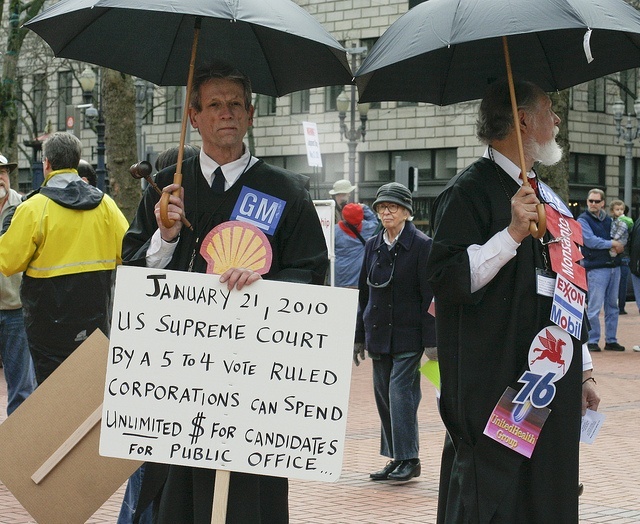 GM
JANUARY 21, 2010
US SUPREME COURT
BY A 5 TO 4 VOTE RULED
CORPORATIONS CAN SPEND
UNLIMITED $ FOR CANDIDATES
FOR PUBLIC OFFICE...
Monsanto
EXXON
Mobil
76
UnitedHealth
Group